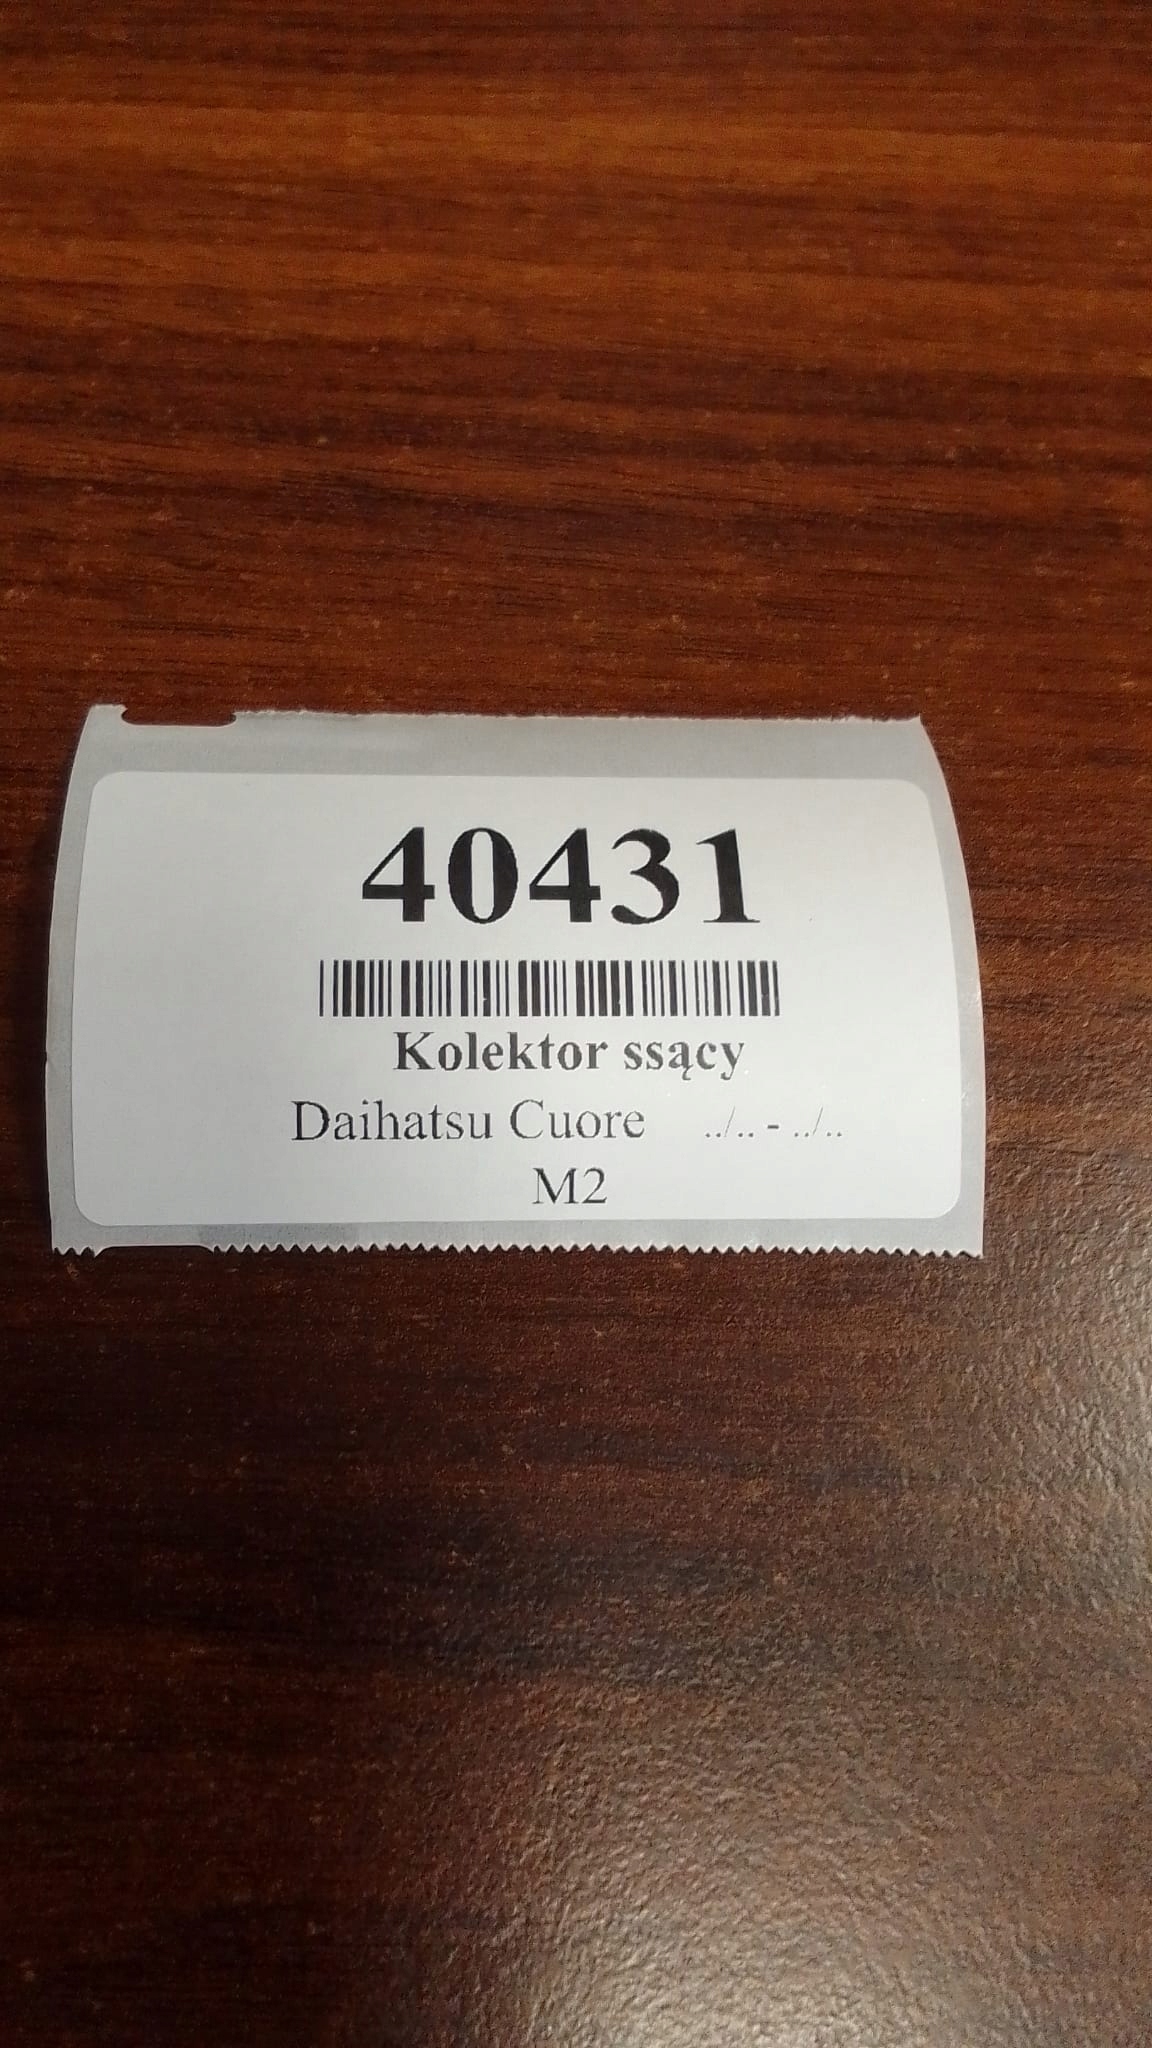 40431
Kolektor ssący
Daihatsu Cuore ../.. - ../..
M2